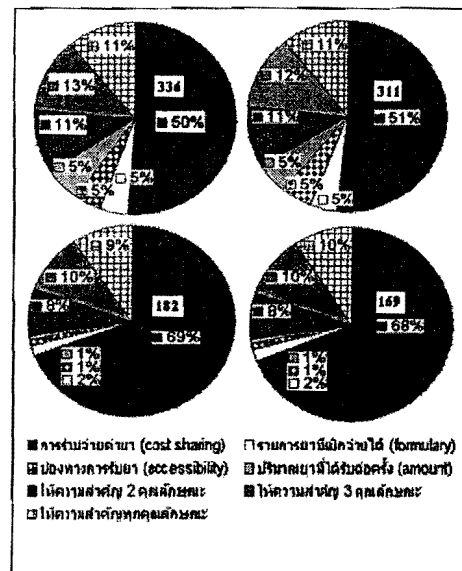 11% 11%
13% 336 12% 311
11% 50% 11% 51%
5% 5%
5% 5% 5% 5%
9% 10%
10% 182 10% 169
8% 69% 8% 68%
1% 1%
1% 1%
2% 2%
การร่วมจ่ายค่ายา (cost sharing) รายการยาที่เบิกจ่ายได้ (formulary)
ช่องทางการรับยา (accessibility) ปริมาณยาที่ได้รับต่อครั้ง (amount)
ให้ความสำคัญ 2 คุณลักษณะ ให้ความสำคัญ 3 คุณลักษณะ
ให้ความสำคัญทุกคุณลักษณะ